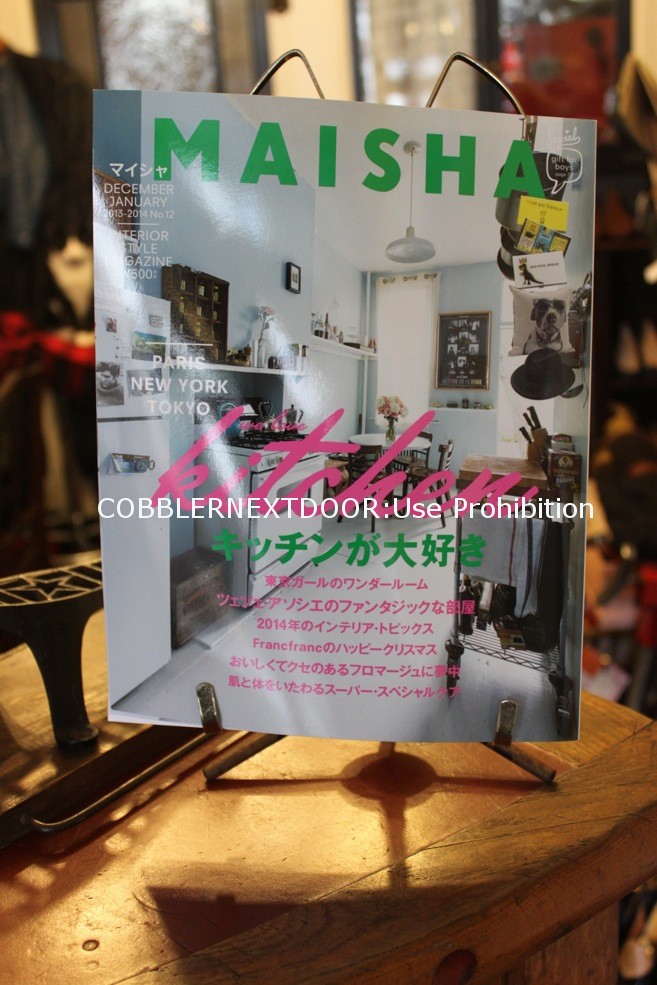 MAISHA
マイシャ
DECEMBER
JANUARY
2013-2014 No.12
INTERIOR
STYLE
MAGAZINE
¥500
gift for
boys
PARIS
NEW YORK
TOKYO
we love
kitchen
COBBLERNEXTDOOR:Use Prohibition
キッチンが大好き
東京ガールのワンダールーム
ツェツェ・アソシエのファンタジックな部屋
2014年のインテリア・トピックス
Francfrancのハッピークリスマス
おいしくてクセのあるフロマージュに夢中
肌と体をいたわるスーパー・スペシャルケア